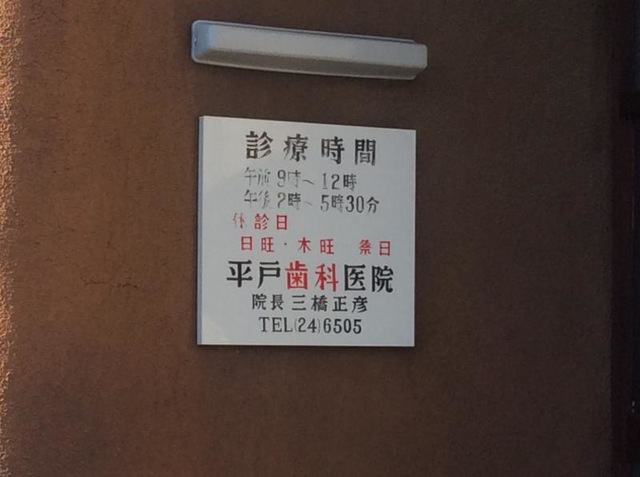 診療時間
午前9時～12時
午後2時～5時30分
休診日
日旺・木旺 祭日
平戸歯科医院
院長三橋正彦
TEL(24)6505